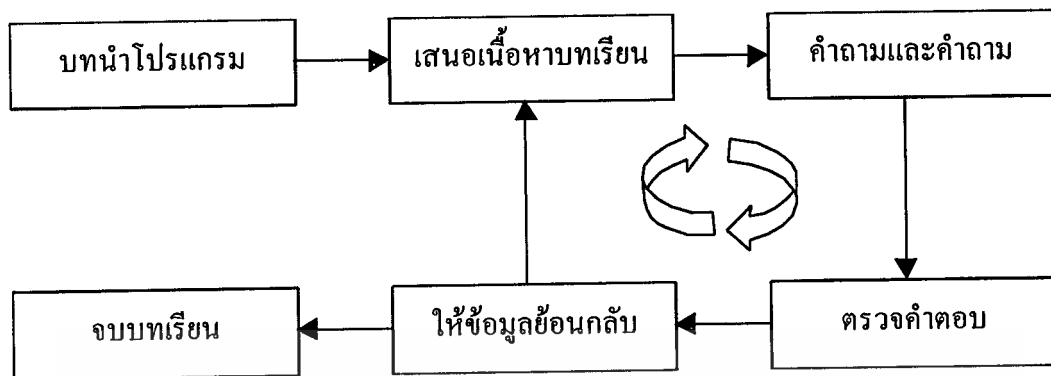 บทนำโปรแกรม
เสนอเนื้อหาบทเรียน
คำถามและคำถาม
จบบทเรียน
ให้ข้อมูลย้อนกลับ
ตรวจคำตอบ